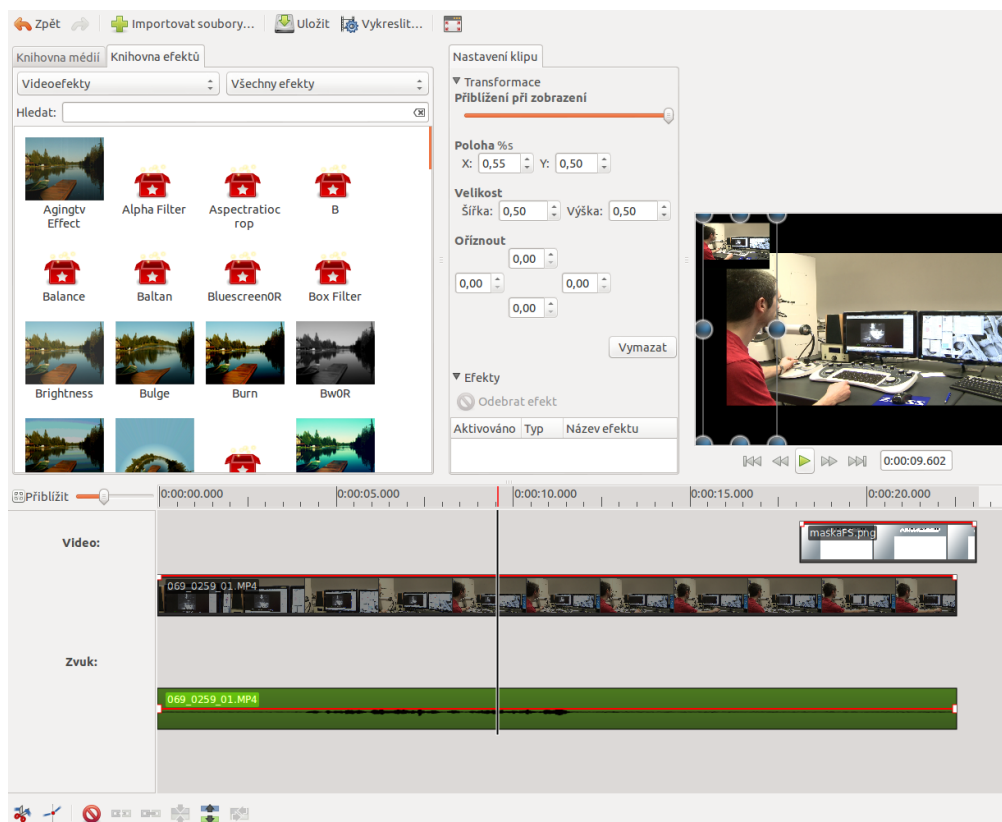 Zpět Importovat soubory... Uložit Vykreslit...
Knihovna médií Knihovna efektů
Videoefekty Všechny efekty
Hledat:
Agingtv Effect
Alpha Filter
Aspectratioc rop
B
Balance Baltan Bluescreen0R Box Filter
Brightness Bulge Burn Bw0R
Nastavení klipu
Transformace
Přiblížení při zobrazení
Poloha %s
X: 0,55 Y: 0,50
Velikost
Šířka: 0,50 Výška: 0,50
Oříznout
0,00
0,00 0,00
0,00
Vymazat
Efekty
Odebrat efekt
Aktivováno Typ Název efektu
0:00:09.602
Přiblížit 0:00:00.000 0:00:05.000 0:00:10.000 0:00:15.000 0:00:20.000
Video:
maskaFS.png
069_0259_01.MP4
Zvuk:
069_0259_01.MP4